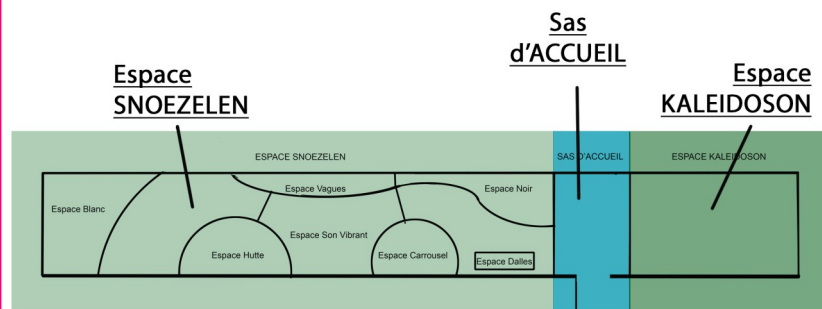 Sas
d'ACCUEIL
Espace
SNOEZELEN
Espace
KALEIDOSON
ESPACE SNOEZELEN
SAS D'ACCUEIL
ESPACE KALEIDOSON
Espace Vagues
Espace Noir
Espace Blanc
Espace Son Vibrant
Espace Hutte
Espace Carrousel
Espace Dalles